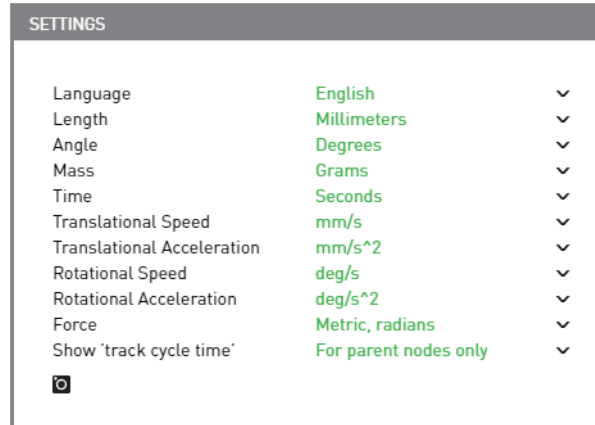 SETTINGS
Language English
Length Millimeters
Angle Degrees
Mass Grams
Time Seconds
Translational Speed mm/s
Translational Acceleration mm/s^2
Rotational Speed deg/s
Rotational Acceleration deg/s^2
Force Metric, radians
Show 'track cycle time' For parent nodes only